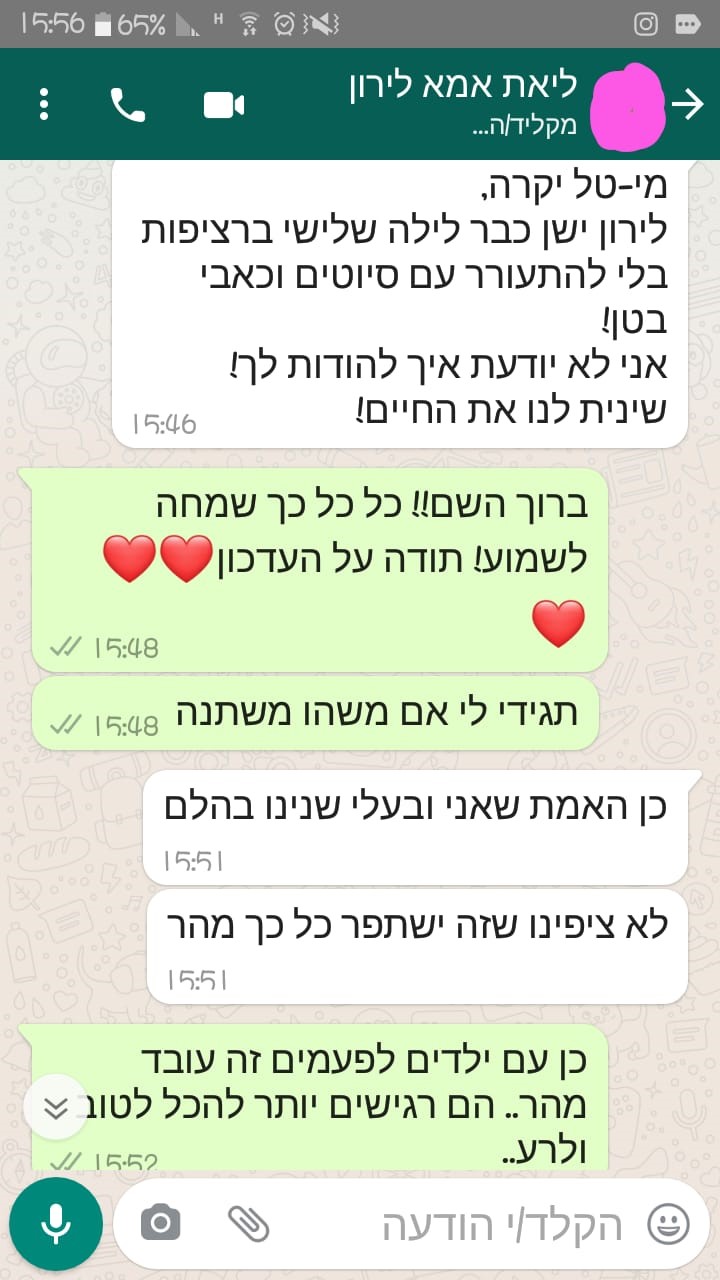 15:56 65% H
ליאת אמא לירון
מקליד/ה...
מי-טל יקרה,
לירון ישן כבר לילה שלישי ברציפות
בלי להתעורר עם סיוטים וכאבי
בטן!
אני לא יודעת איך להודות לך!
שינית לנו את החיים!
15:46
ברוך השם!! כל כל כך שמחה
לשמוע! תודה על העדכון❤️❤️
❤️
15:48
תגידי לי אם משהו משתנה
15:48
כן האמת שאני ובעלי שנינו בהלם
15:51
לא ציפינו שזה ישתפר כל כך מהר
15:51
כן עם ילדים לפעמים זה עובד
מהר.. הם רגישים יותר להכל לטוב
ולרע..
15:52
הקלד/י הודעה